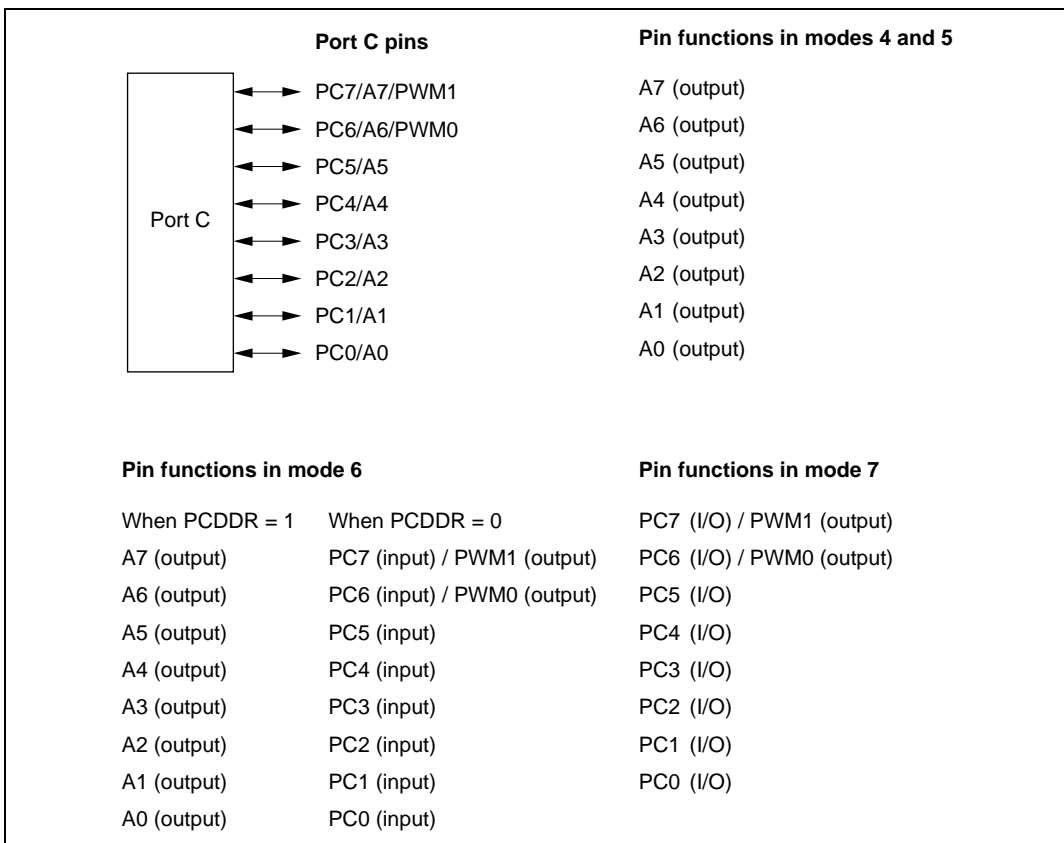 Port C pins
Pin functions in modes 4 and 5
Port C
PC7/A7/PWM1
A7 (output)
PC6/A6/PWM0
A6 (output)
PC5/A5
A5 (output)
PC4/A4
A4 (output)
PC3/A3
A3 (output)
PC2/A2
A2 (output)
PC1/A1
A1 (output)
PC0/A0
A0 (output)
Pin functions in mode 6
When PCDDR = 1 When PCDDR = 0
A7 (output) PC7 (input) / PWM1 (output)
A6 (output) PC6 (input) / PWM0 (output)
A5 (output) PC5 (input)
A4 (output) PC4 (input)
A3 (output) PC3 (input)
A2 (output) PC2 (input)
A1 (output) PC1 (input)
A0 (output) PC0 (input)
Pin functions in mode 7
PC7 (I/O) / PWM1 (output)
PC6 (I/O) / PWM0 (output)
PC5 (I/O)
PC4 (I/O)
PC3 (I/O)
PC2 (I/O)
PC1 (I/O)
PC0 (I/O)